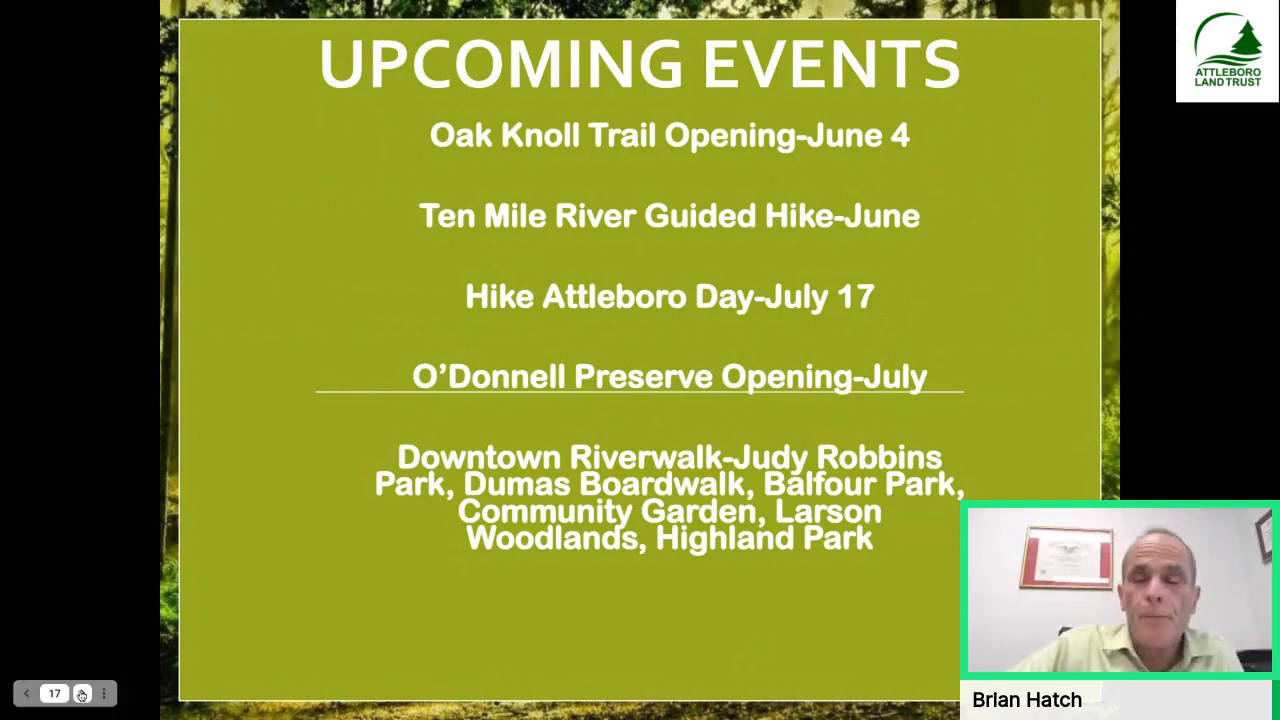 UPCOMING EVENTS
ATTLEBORO
LAND TRUST
Oak Knoll Trail Opening-June 4
Ten Mile River Guided Hike-June
Hike Attleboro Day-July 17
O’Donnell Preserve Opening-July
Downtown Riverwalk-Judy Robbins
Park, Dumas Boardwalk, Balfour Park,
Community Garden, Larson
Woodlands, Highland Park
17
Brian Hatch